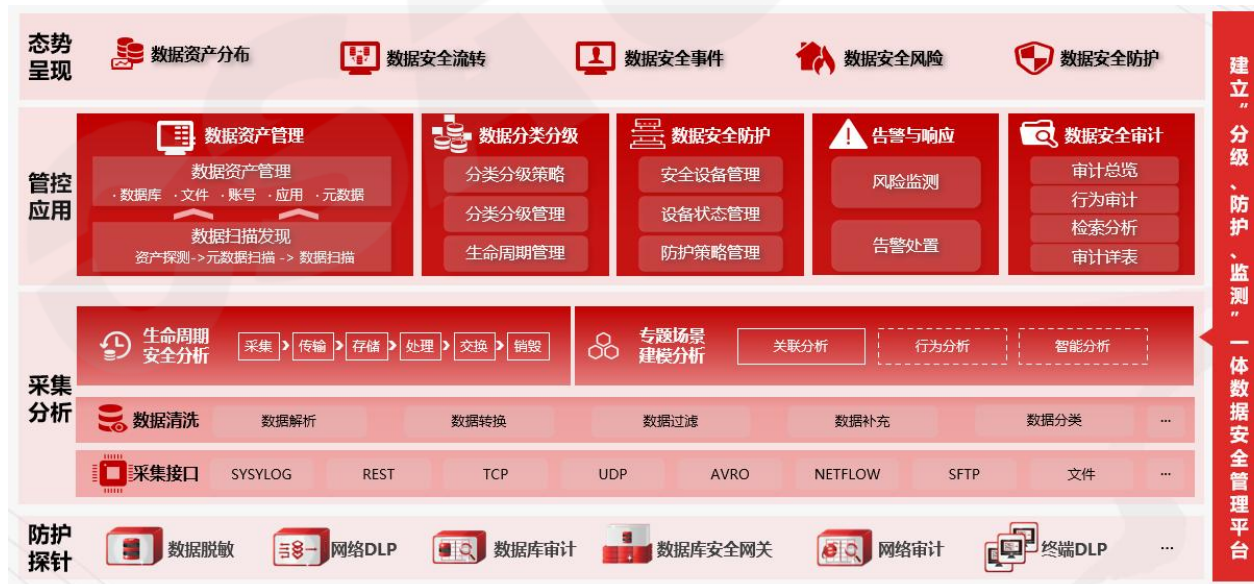 态势
呈现
数据资产分布
数据安全流转
数据安全事件
数据安全风险
数据安全防护
管控
应用
数据资产管理
数据资产管理
·数据库 ·文件 ·账号 ·应用 ·元数据
数据扫描发现
资产探测->元数据扫描 -> 数据扫描
数据分类分级
分类分级策略
分类分级管理
生命周期管理
数据安全防护
安全设备管理
设备状态管理
防护策略管理
告警与响应
风险监测
告警处置
数据安全审计
审计总览
行为审计
检索分析
审计详表
采集
分析
生命周期
安全分析
采集
传输
存储
处理
交换
销毁
专题场景
建模分析
关联分析
行为分析
智能分析
数据清洗
数据解析
数据转换
数据过滤
数据补充
数据分类
...
采集接口
SYSYLOG
REST
TCP
UDP
AVRO
NETFLOW
SFTP
文件
...
防护
探针
数据脱敏
网络DLP
数据库审计
数据库安全网关
网络审计
终端DLP
...
建立"分级、防护、监测"一体数据安全管理平台